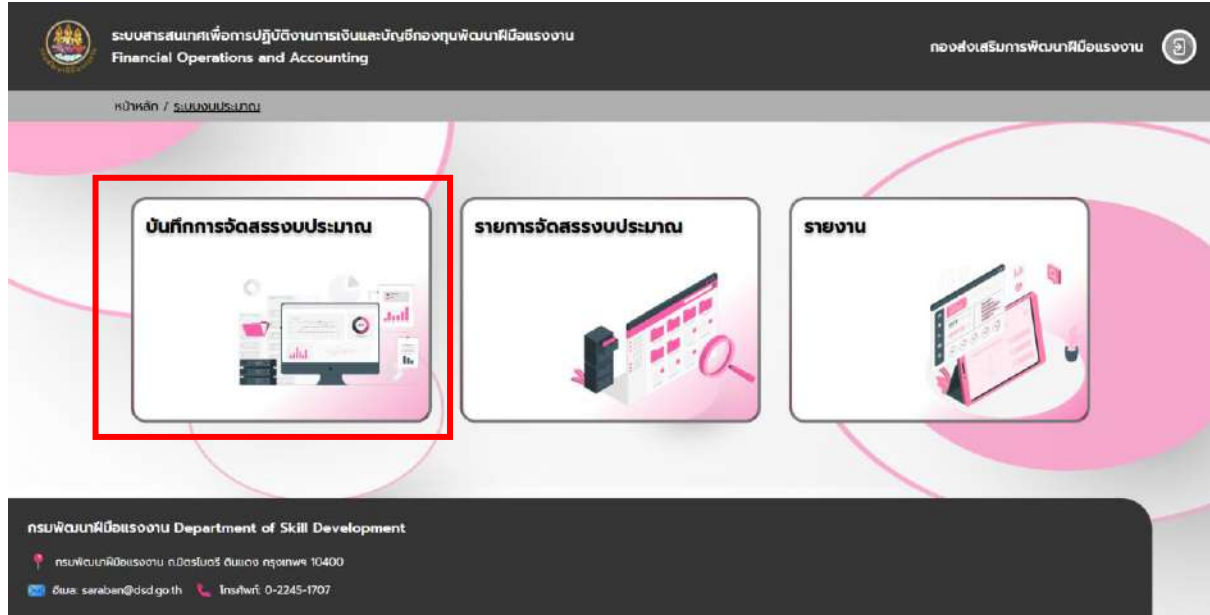 ระบบสารสนเทศเพื่อการปฏิบัติงานการเงินและบัญชีกองทุนพัฒนาฝีมือแรงงาน
Financial Operations and Accounting
กองส่งเสริมการพัฒนาฝีมือแรงงาน
หน้าหลัก / ระบบงบประมาณ
บันทึกการจัดสรรงบประมาณ
รายการจัดสรรงบประมาณ
รายงาน
กรมพัฒนาฝีมือแรงงาน Department of Skill Development
กรมพัฒนาฝีมือแรงงาน ถ.มิตรไมตรี ดินแดง กรุงเทพฯ 10400
อีเมล: saraban@dsd.go.th โทรศัพท์: 0-2245-1707